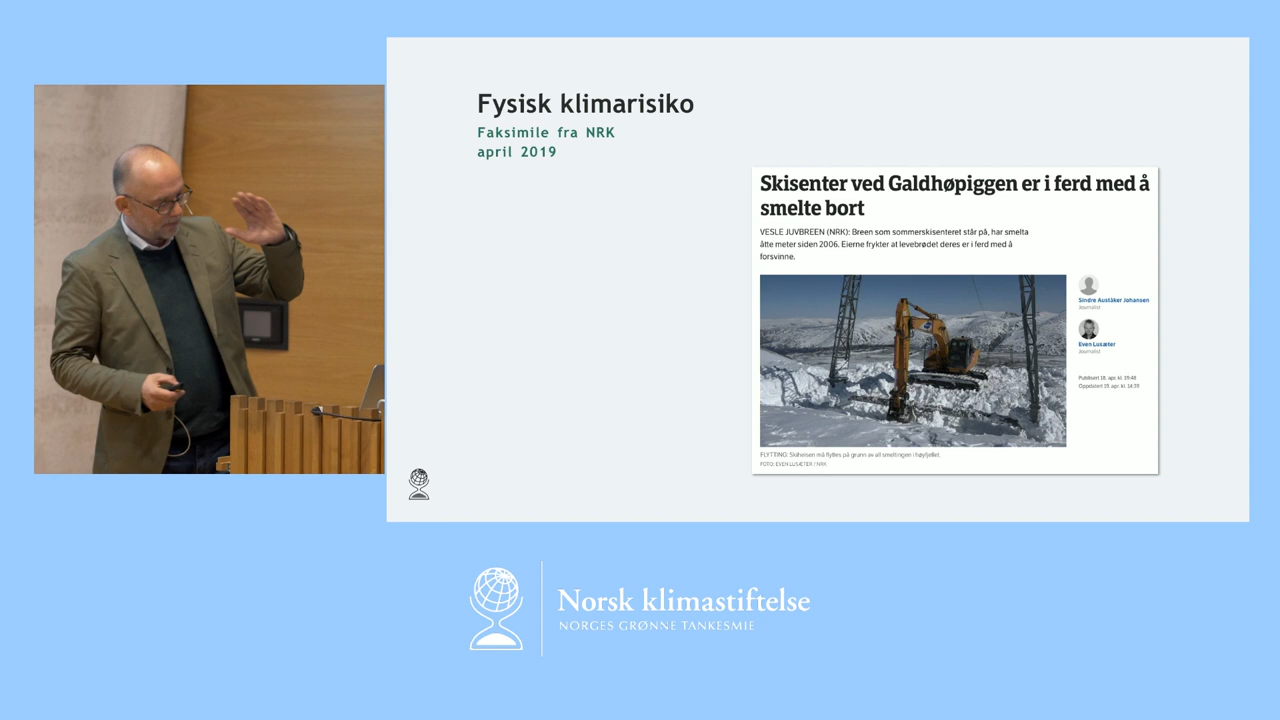 Fysisk klimarisiko
Faksimile fra NRK
april 2019
Skisenter ved Galdhøpiggen er i ferd med å
smelte bort
VESLE JUVBREEN (NRK): Breen som sommerskisenteret står på, har smelta
åtte meter siden 2006. Eierne frykter at levebrødet deres er i ferd med å
forsvinne.
Sindre Auståker Johansen
Journalist
Even Lusæter
Journalist
Publisert 18. apr. kl. 19:48
Oppdatert 19. apr. kl. 14:39
FLYTTING: Skiheisen må flyttes på grunn av all smeltingen i høyfjellet.
FOTO: EVEN LUSÆTER / NRK
Norsk klimastiftelse
NORGES GRØNNE TANKESMIE